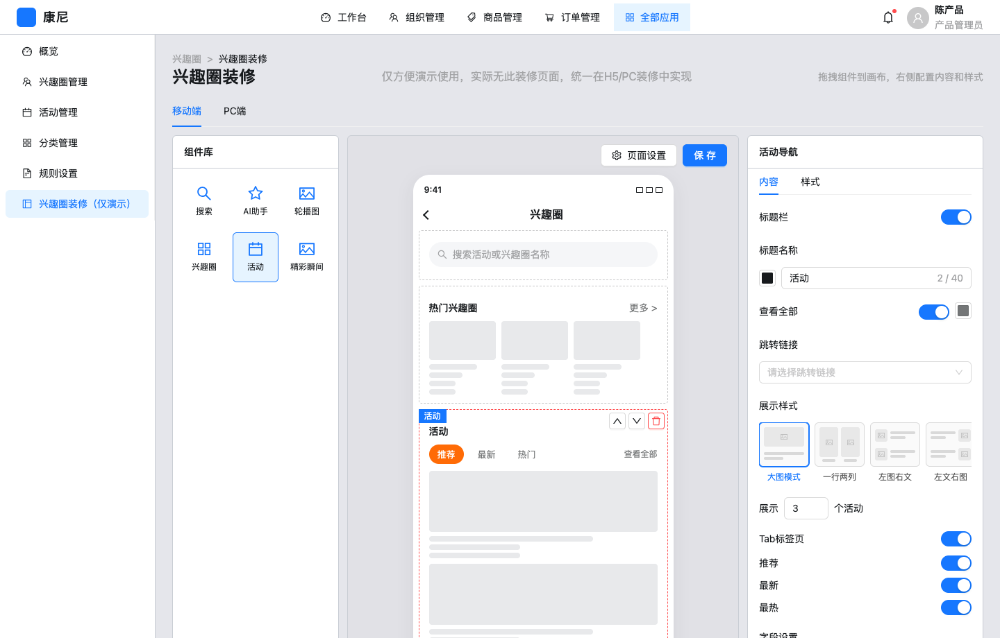 康尼
工作台
组织管理
商品管理
订单管理
全部应用
陈产品
产品管理员
概览
兴趣圈管理
活动管理
分类管理
规则设置
兴趣圈装修（仅演示）
兴趣圈 > 兴趣圈装修
兴趣圈装修
仅方便演示使用，实际无此装修页面，统一在H5/PC装修中实现
拖拽组件到画布，右侧配置内容和样式
移动端
PC端
组件库
搜索
AI助手
轮播图
兴趣圈
活动
精彩瞬间
页面设置
保 存
9:41
兴趣圈
搜索活动或兴趣圈名称
热门兴趣圈
更多 >
活动
活动
推荐
最新
热门
查看全部
活动导航
内容
样式
标题栏
标题名称
活动
2 / 40
查看全部
跳转链接
请选择跳转链接
展示样式
大图模式
一行两列
左图右文
左文右图
展示 3 个活动
Tab标签页
推荐
最新
最热
字段设置